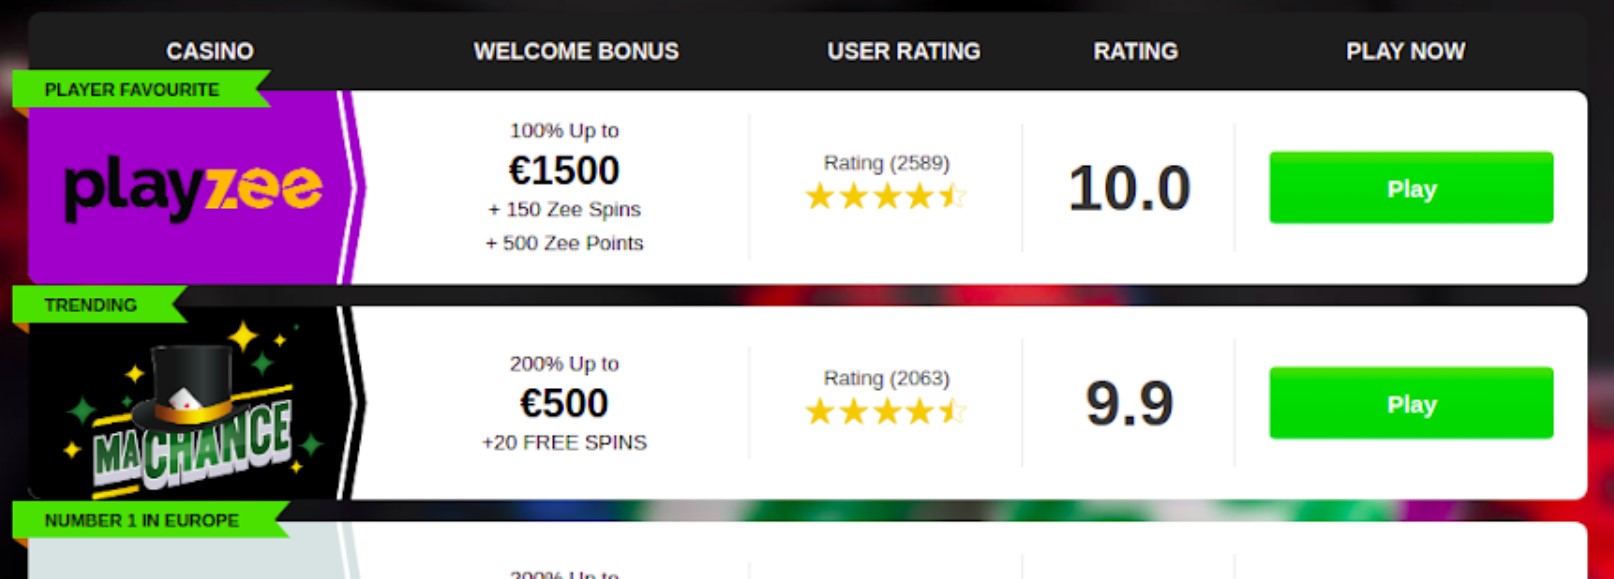 CASINO WELCOME BONUS USER RATING RATING PLAY NOW
PLAYER FAVOURITE
playzee
100% Up to
€1500
+ 150 Zee Spins
+ 500 Zee Points
Rating (2589)
10.0
Play
TRENDING
MACHANCE
200% Up to
€500
+20 FREE SPINS
Rating (2063)
9.9
Play
NUMBER 1 IN EUROPE
200% Up to